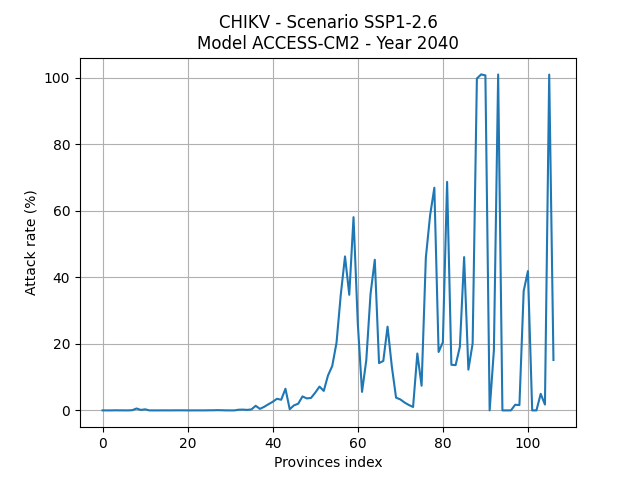 CHIKV - Scenario SSP1-2.6
Model ACCESS-CM2 - Year 2040
100
80
60
40
20
0
Attack rate (%)
0 20 40 60 80 100
Provinces index